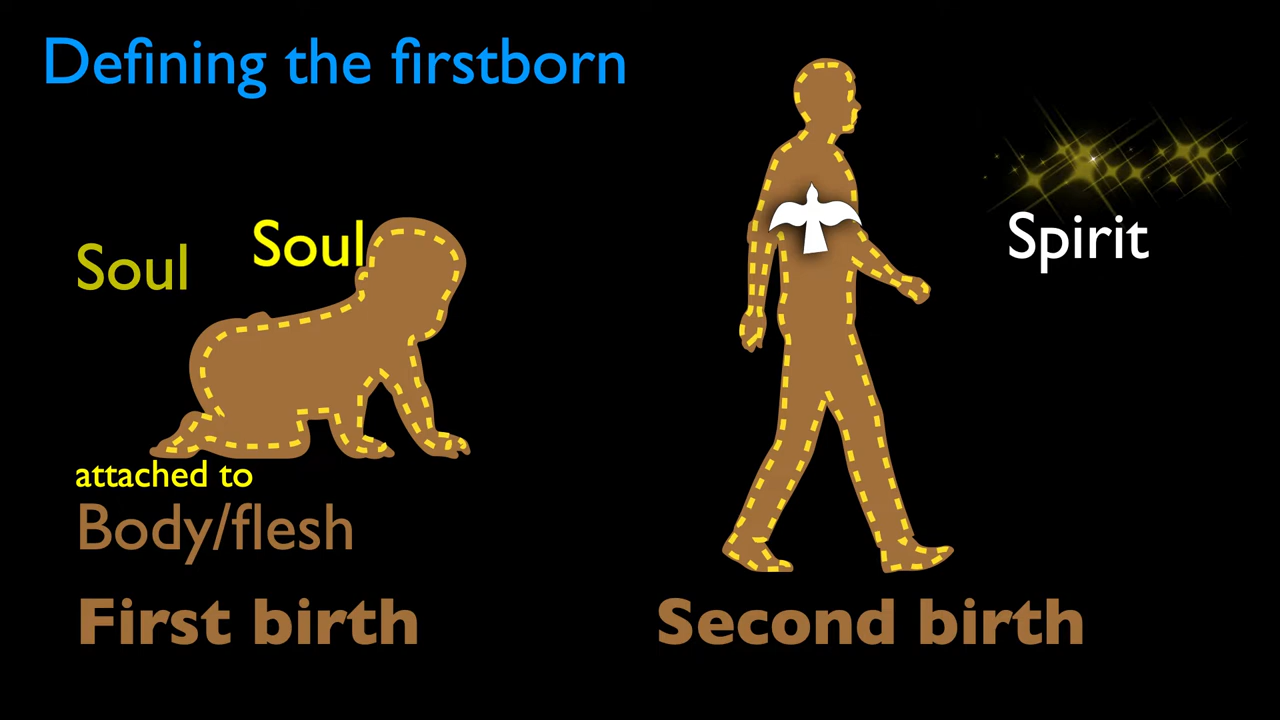 Defining the firstborn
Soul
Soul
attached to
Body/flesh
First birth
Spirit
Second birth